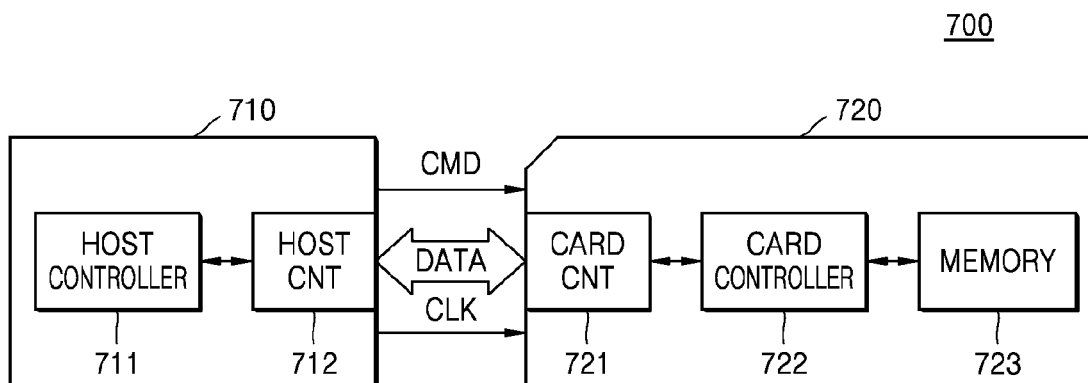 700
710
720
CMD
HOST
CONTROLLER
HOST
CNT
DATA
CARD
CNT
CARD
CONTROLLER
MEMORY
CLK
711
712
721
722
723